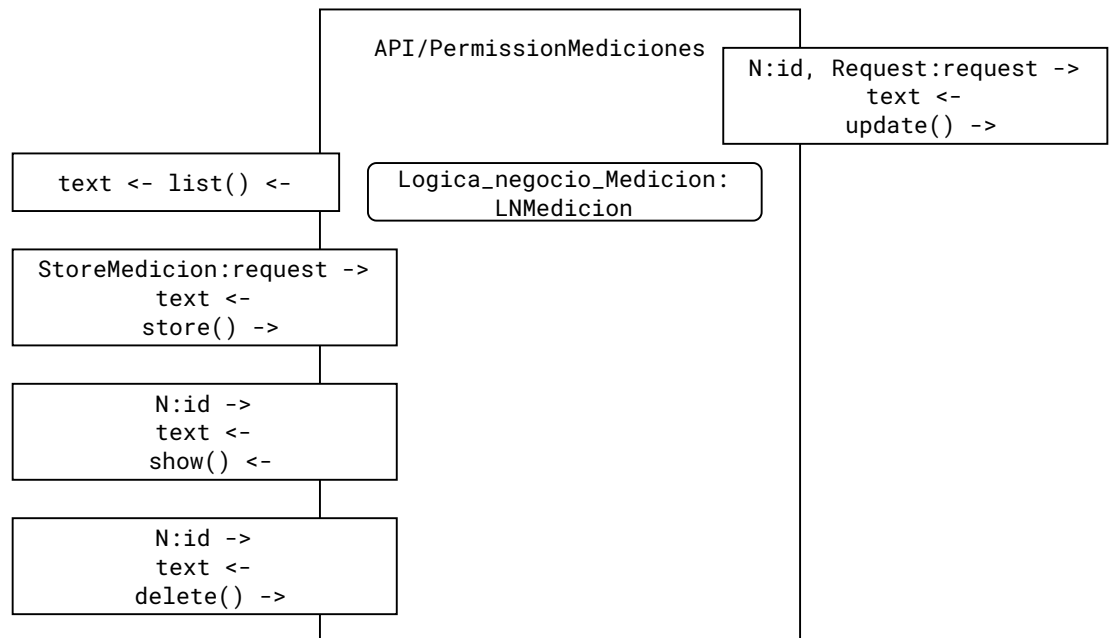 API/PermissionMediciones
N:id, Request:request ->
text <-
update() ->
text <- list() <-
Logica_negocio_Medicion:
LNMedicion
StoreMedicion:request ->
text <-
store() ->
N:id ->
text <-
show() <-
N:id ->
text <-
delete() ->